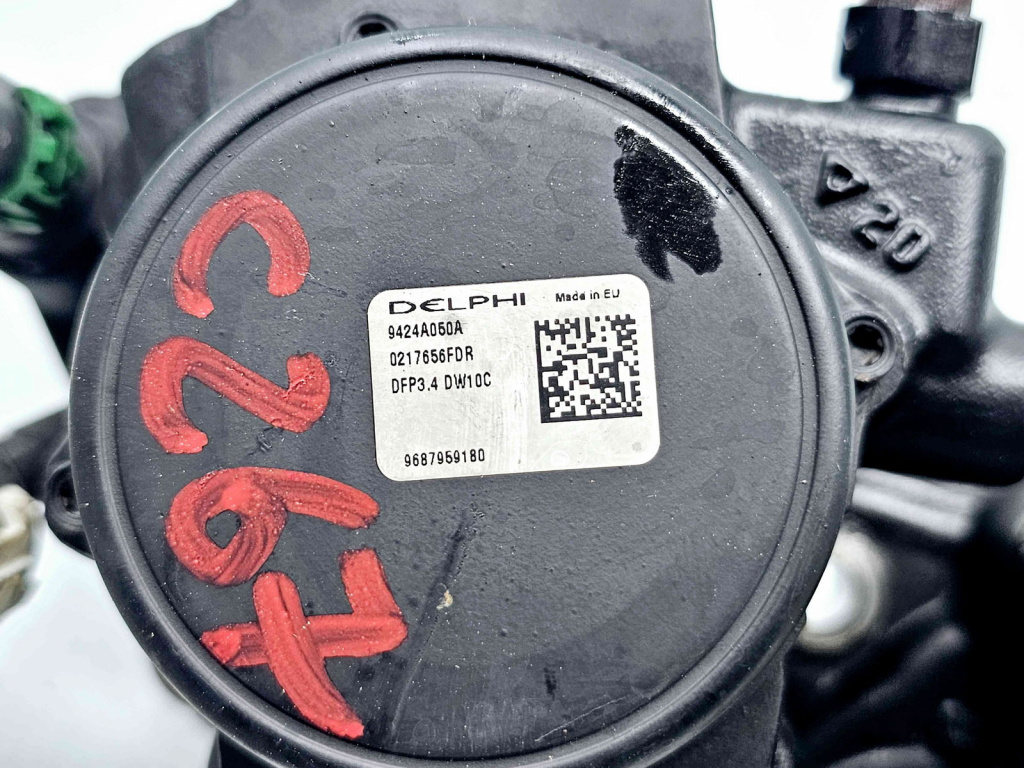 DELPHI Made in EU
9424A050A
0217656FDR
DFP3.4 DW10C
9687959180
C267
20